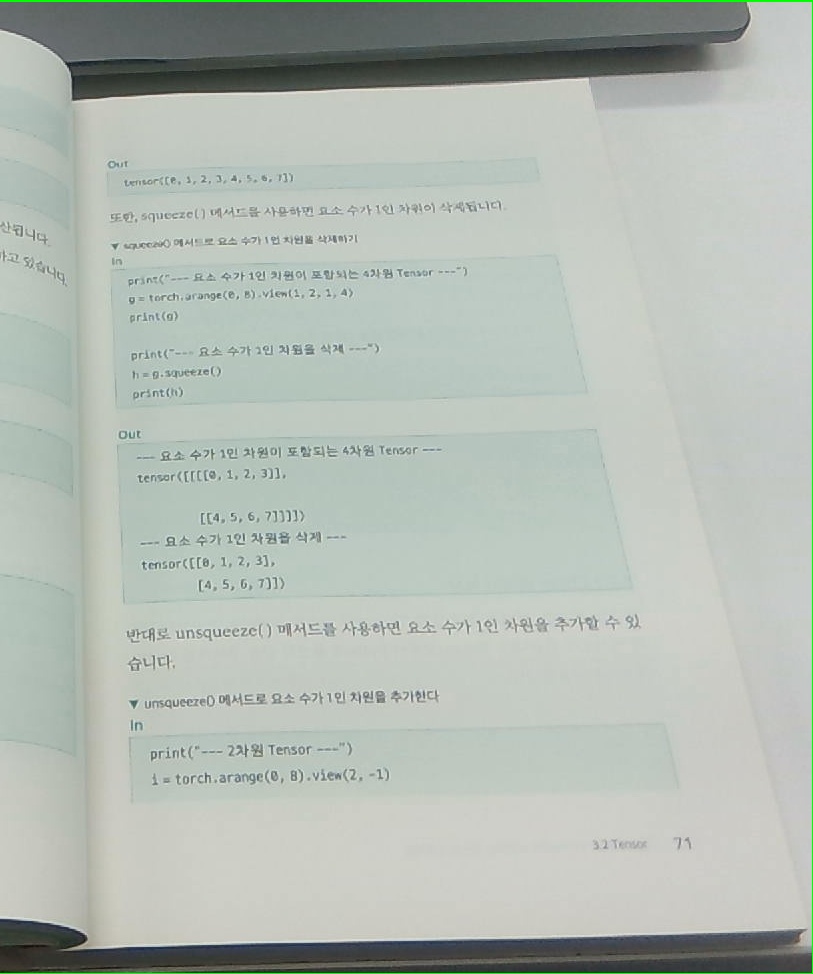 산됩니다.
하고 있습니다.
Out
tensor([0, 1, 2, 3, 4, 5, 6, 7])
또한, squeeze() 메서드를 사용하면 요소 수가 1인 차원이 삭제됩니다.
▼ squeeze() 메서드로 요소 수가 1인 차원을 삭제하기
In
print("--- 요소 수가 1인 차원이 포함되는 4차원 Tensor ---")
g = torch.arange(0, 8).view(1, 2, 1, 4)
print(g)
print("--- 요소 수가 1인 차원을 삭제 ---")
h = g.squeeze()
print(h)
Out
--- 요소 수가 1인 차원이 포함되는 4차원 Tensor ---
tensor([[[[0, 1, 2, 3]],
[[4, 5, 6, 7]]]])
--- 요소 수가 1인 차원을 삭제 ---
tensor([[0, 1, 2, 3],
[4, 5, 6, 7]])
반대로 unsqueeze() 메서드를 사용하면 요소 수가 1인 차원을 추가할 수 있
습니다.
▼ unsqueeze() 메서드로 요소 수가 1인 차원을 추가한다
In
print("--- 2차원 Tensor ---")
i = torch.arange(0, 8).view(2, -1)
3.2 Tensor 71